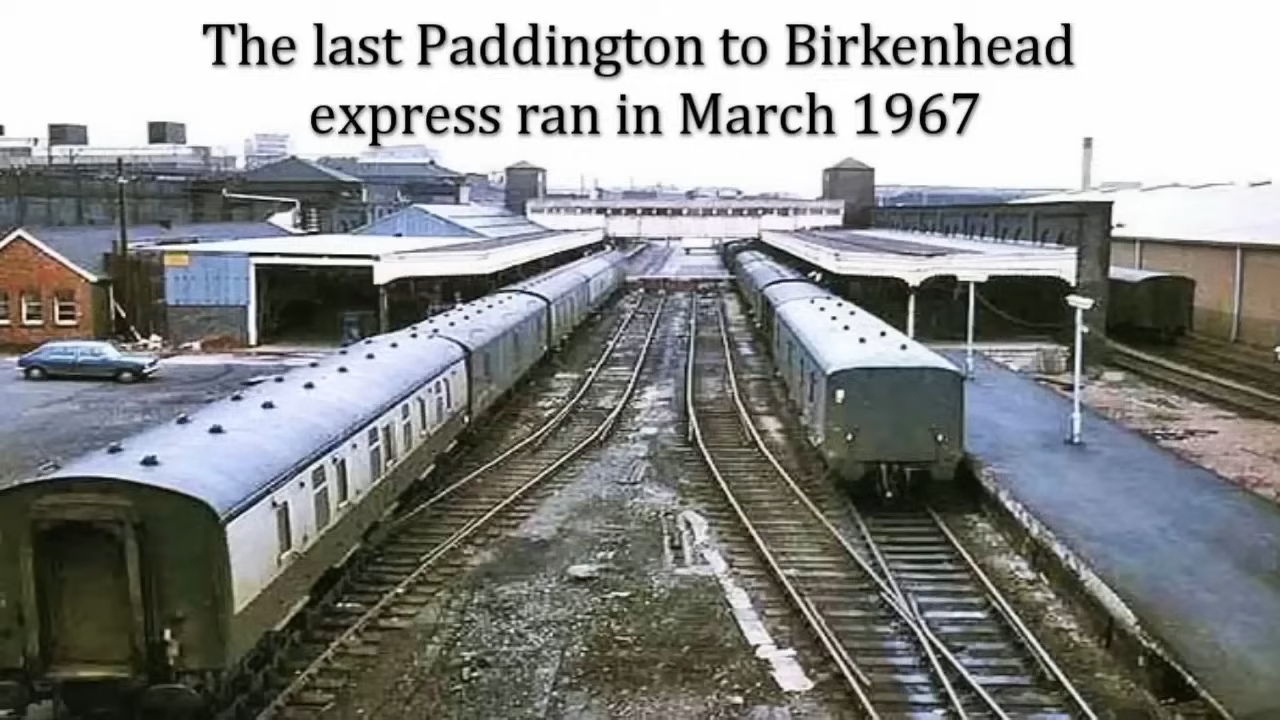 The last Paddington to Birkenhead
express ran in March 1967